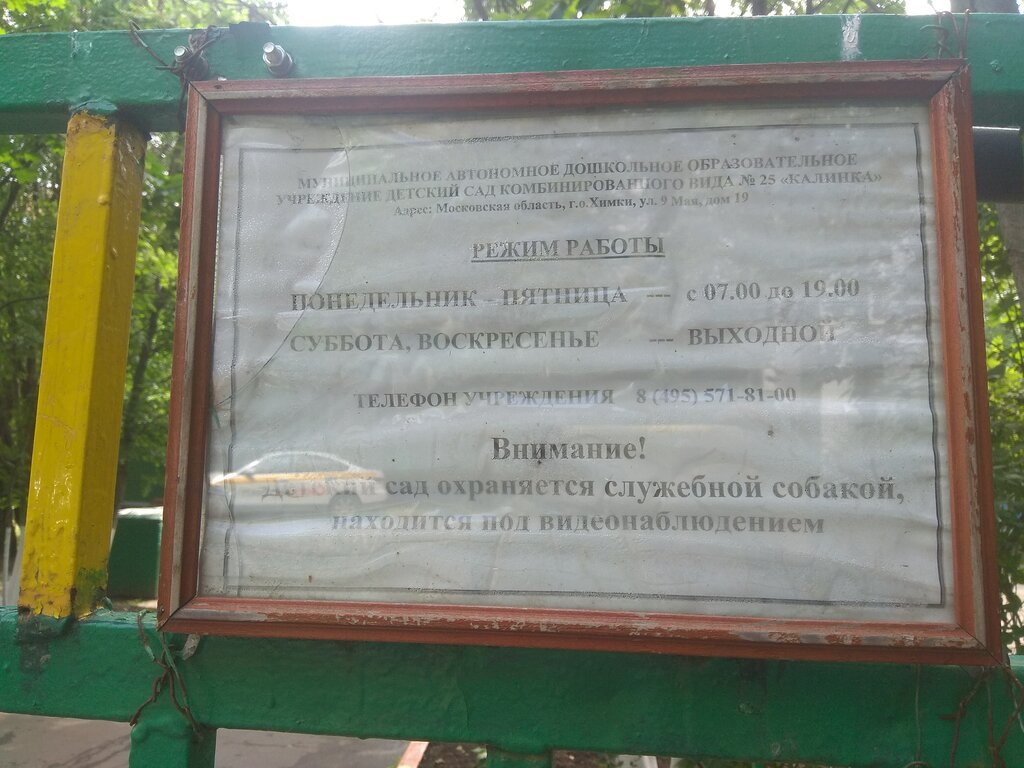 МУНИЦИПАЛЬНОЕ АВТОНОМНОЕ ДОШКОЛЬНОЕ ОБРАЗОВАТЕЛЬНОЕ
УЧРЕЖДЕНИЕ ДЕТСКИЙ САД КОМБИНИРОВАННОГО ВИДА № 25 «КАЛИНКА»
Адрес: Московская область, г.о.Химки, ул. 9 Мая, дом 19
РЕЖИМ РАБОТЫ
ПОНЕДЕЛЬНИК - ПЯТНИЦА --- с 07.00 до 19.00
СУББОТА, ВОСКРЕСЕНЬЕ --- ВЫХОДНОЙ
ТЕЛЕФОН УЧРЕЖДЕНИЯ 8 (495) 571-81-00
Внимание!
Детский сад охраняется служебной собакой,
находится под видеонаблюдением